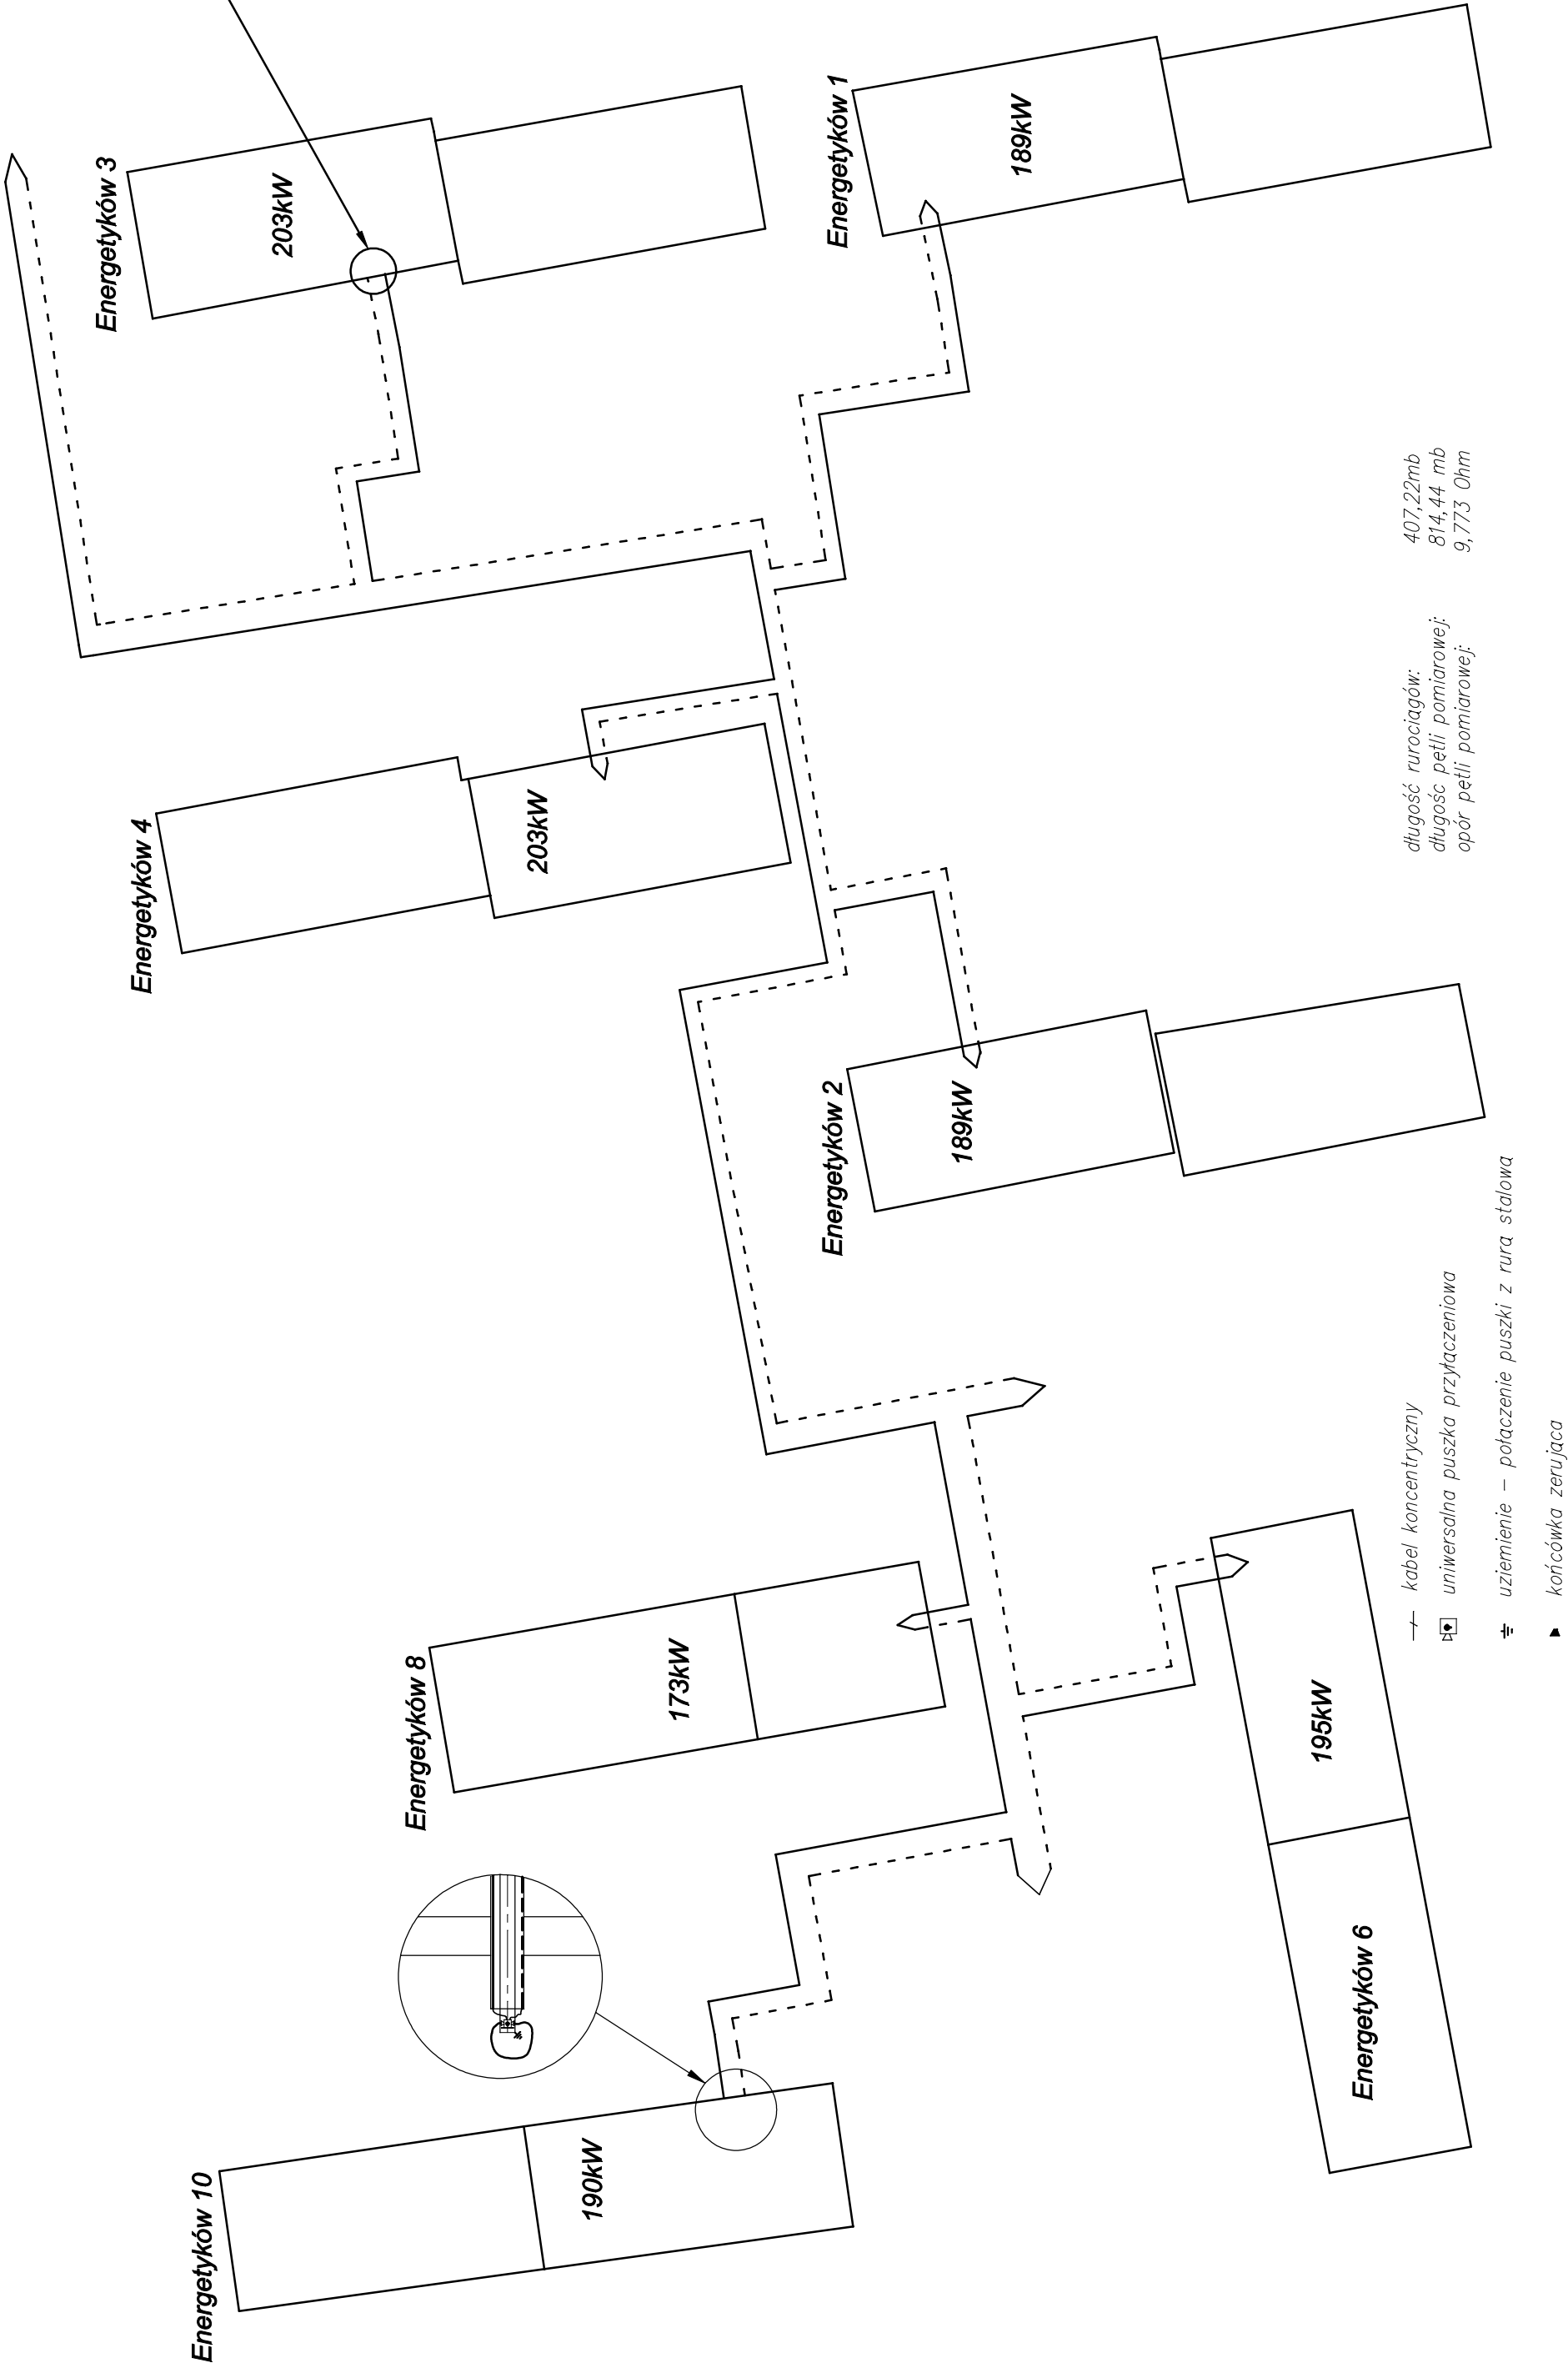 Energetyków 10
190kW
Energetyków 8
173kW
Energetyków 6
195kW
Energetyków 4
203kW
Energetyków 2
189kW
Energetyków 3
203kW
Energetyków 1
189kW
kabel koncentryczny
uniwersalna puszka przyłączeniowa
uziemienie – połączenie puszki z rurą stalową
końcówka zerująca
długość rurociągów: 407,22mb
długośc pętli pomiarowej: 814,44 mb
opór pętli pomiarowej: 9,773 Ohm